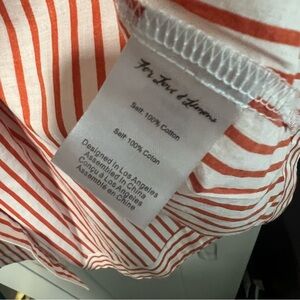 For Love & Lemons
Self: 100% Cotton
Self: 100% Coton
Designed in Los Angeles
Assembled in China
Conçu à Los Angeles
Assemblé en Chine